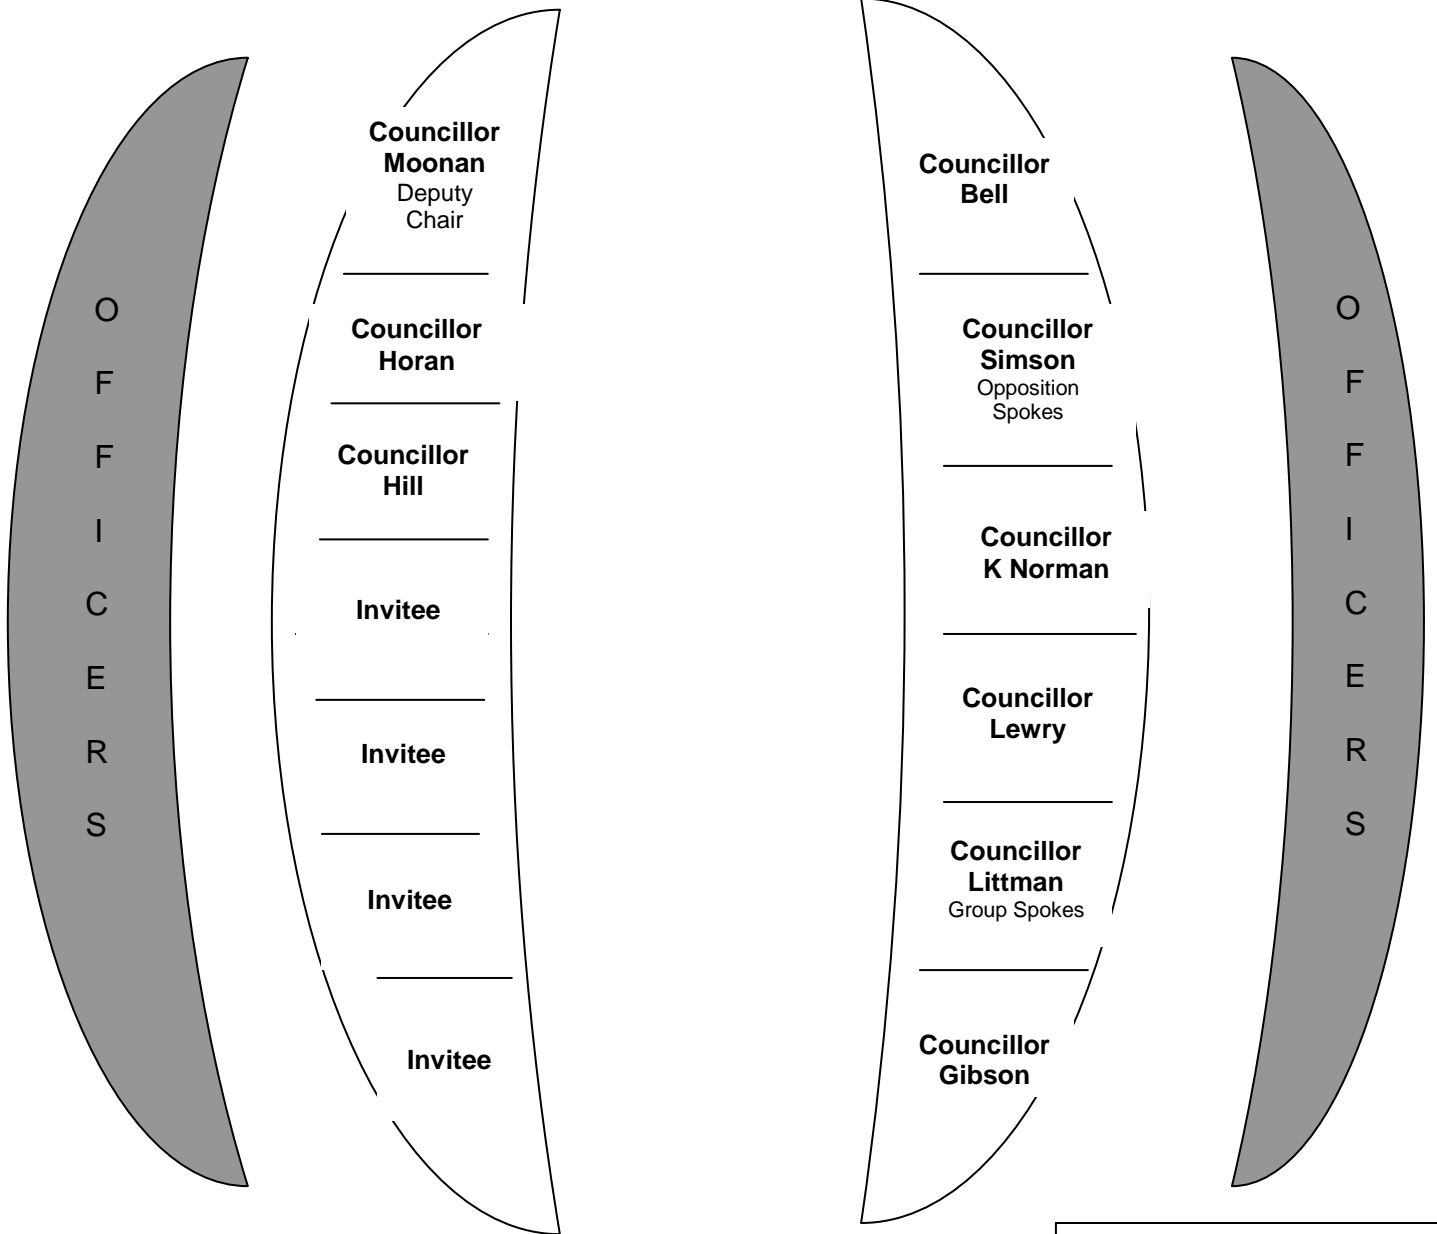 O
F
F
I
C
E
R
S
Councillor
Moonan
Deputy
Chair
Councillor
Horan
Councillor
Hill
Invitee
Invitee
Invitee
Invitee
Councillor
Bell
Councillor
Simson
Opposition
Spokes
Councillor
K Norman
Councillor
Lewry
Councillor
Littman
Group Spokes
Councillor
Gibson
O
F
F
I
C
E
R
S